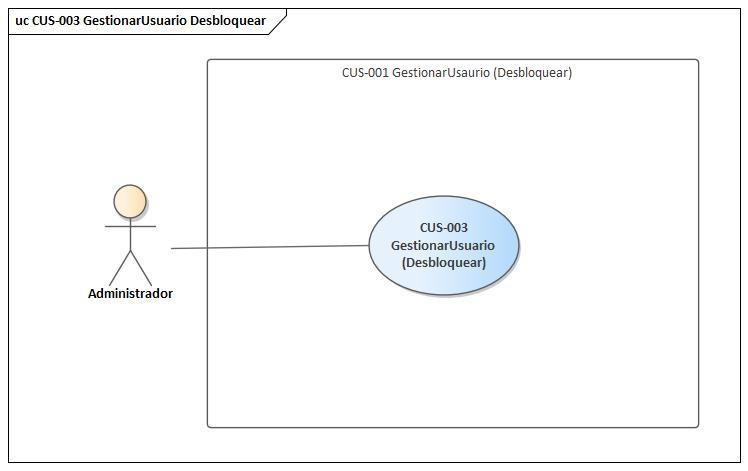 uc CUS-003 GestionarUsuario Desbloquear
CUS-001 GestionarUsaurio (Desbloquear)
CUS-003
GestionarUsuario
(Desbloquear)
Administrador